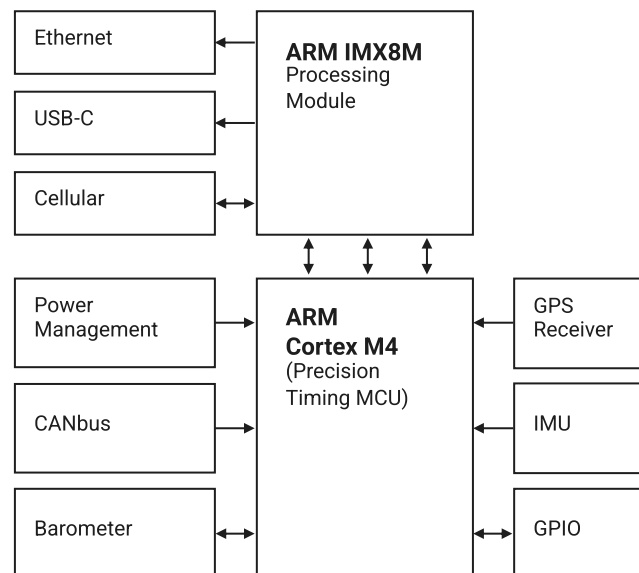 Ethernet
USB-C
Cellular
ARM IMX8M
Processing
Module
Power
Management
CANbus
Barometer
ARM
Cortex M4
(Precision
Timing MCU)
GPS
Receiver
IMU
GPIO